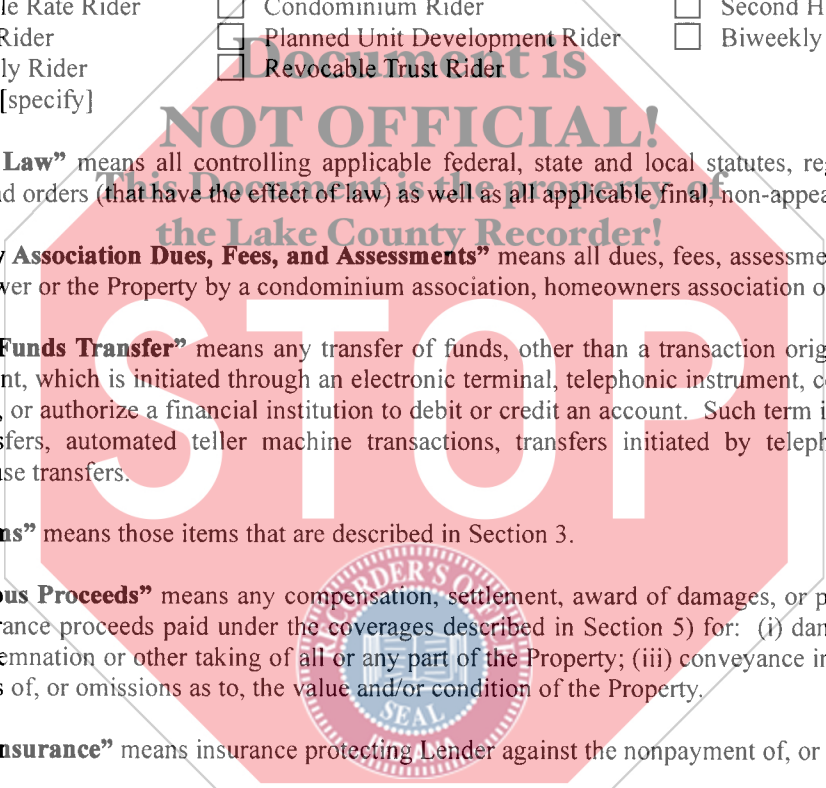 le Rate Rider ☐ Condominium Rider ☐ Second H
Rider ☐ Planned Unit Development Rider ☐ Biweekly
ly Rider ☐ Revocable Trust Rider
[specify]
Document is
NOT OFFICIAL!
This Document is the property of
the Lake County Recorder!
Law” means all controlling applicable federal, state and local statutes, re
d orders (that have the effect of law) as well as all applicable final, non-appea
Association Dues, Fees, and Assessments” means all dues, fees, assessme
wer or the Property by a condominium association, homeowners association o
Funds Transfer” means any transfer of funds, other than a transaction orig
nt, which is initiated through an electronic terminal, telephonic instrument, c
, or authorize a financial institution to debit or credit an account. Such term i
sfers, automated teller machine transactions, transfers initiated by teleph
se transfers.
STOP
ms” means those items that are described in Section 3.
ous Proceeds” means any compensation, settlement, award of damages, or p
rance proceeds paid under the coverages described in Section 5) for: (i) dam
emnation or other taking of all or any part of the Property; (iii) conveyance in
s of, or omissions as to, the value and/or condition of the Property.
RECORDER'S OFFICE
SEAL
INDIANA
nsurance” means insurance protecting Lender against the nonpayment of, or